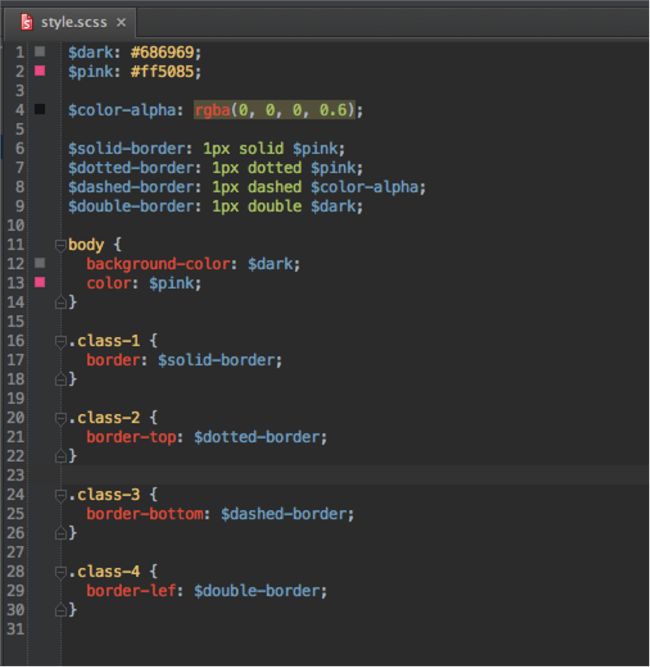 style.scss ×
1 $dark: #686969;
2 $pink: #ff5085;
3
4 $color-alpha: rgba(0, 0, 0, 0.6);
5
6 $solid-border: 1px solid $pink;
7 $dotted-border: 1px dotted $pink;
8 $dashed-border: 1px dashed $color-alpha;
9 $double-border: 1px double $dark;
10
11 body {
12 background-color: $dark;
13 color: $pink;
14 }
15
16 .class-1 {
17 border: $solid-border;
18 }
19
20 .class-2 {
21 border-top: $dotted-border;
22 }
23
24 .class-3 {
25 border-bottom: $dashed-border;
26 }
27
28 .class-4 {
29 border-lef: $double-border;
30 }
31